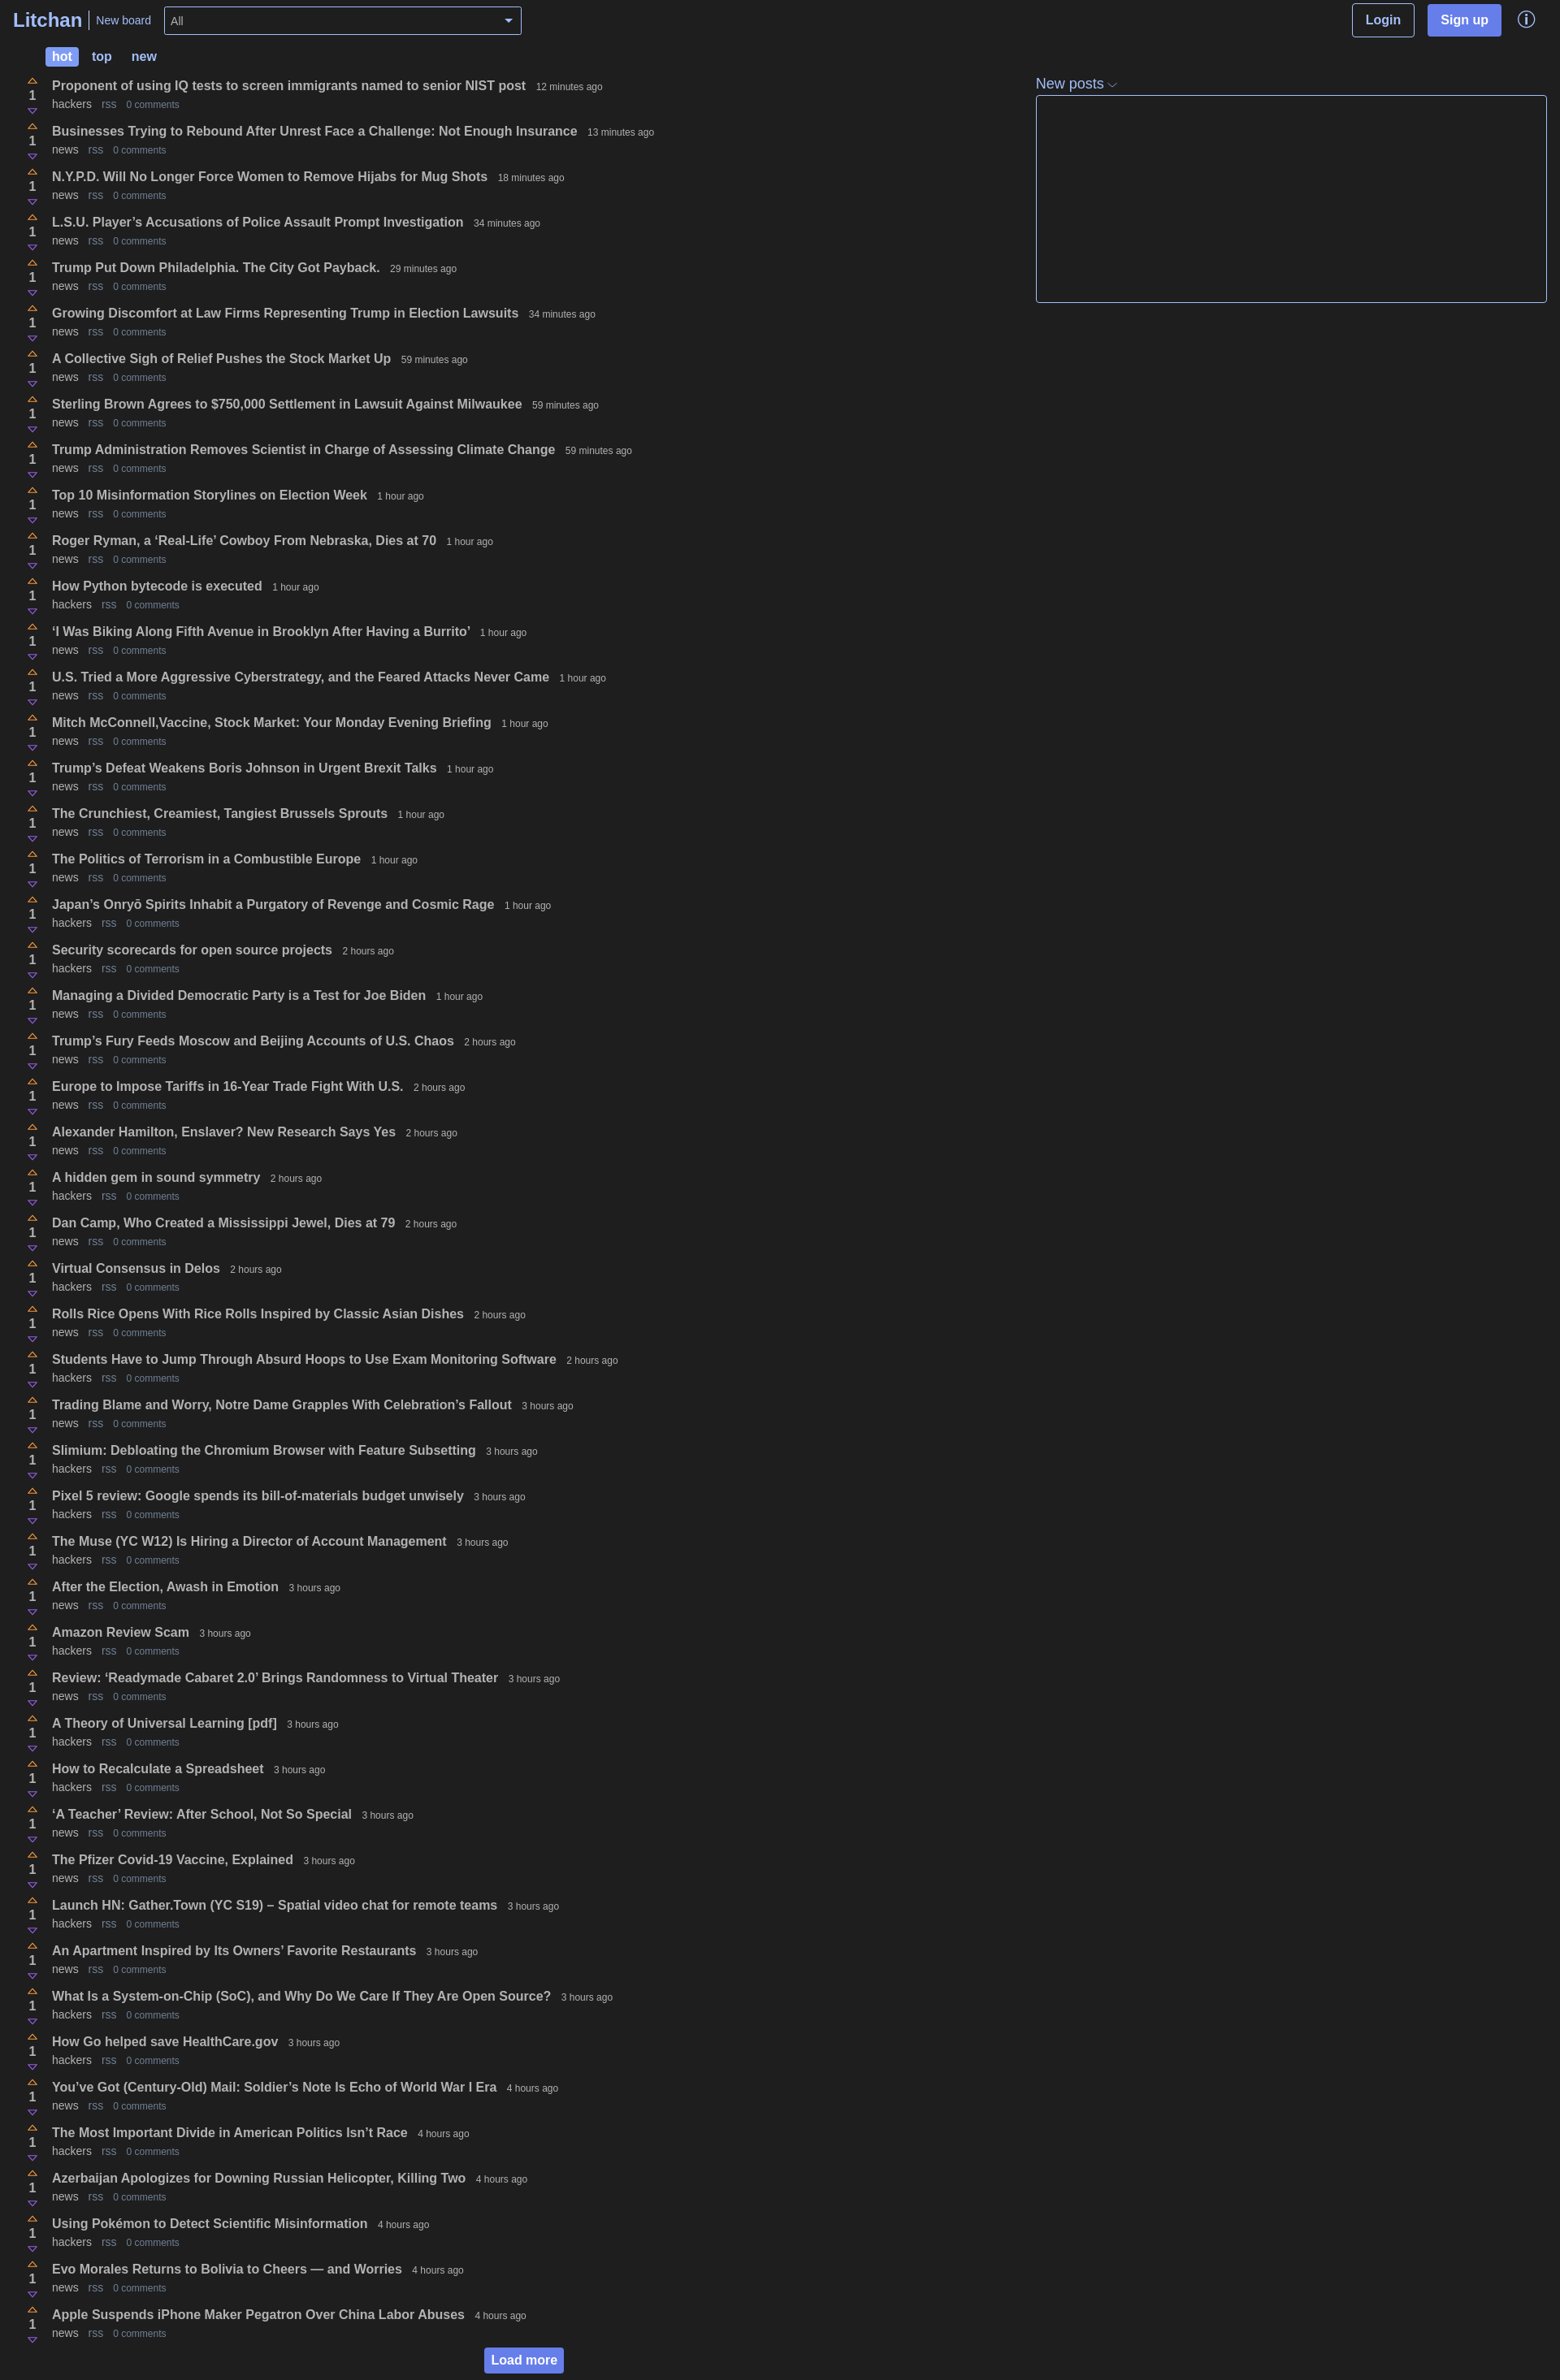 Litchan New board All Login Sign up
hot top new
New posts
Proponent of using IQ tests to screen immigrants named to senior NIST post 12 minutes ago
1
hackers rss 0 comments
Businesses Trying to Rebound After Unrest Face a Challenge: Not Enough Insurance 13 minutes ago
1
news rss 0 comments
N.Y.P.D. Will No Longer Force Women to Remove Hijabs for Mug Shots 18 minutes ago
1
news rss 0 comments
L.S.U. Player’s Accusations of Police Assault Prompt Investigation 34 minutes ago
1
news rss 0 comments
Trump Put Down Philadelphia. The City Got Payback. 29 minutes ago
1
news rss 0 comments
Growing Discomfort at Law Firms Representing Trump in Election Lawsuits 34 minutes ago
1
news rss 0 comments
A Collective Sigh of Relief Pushes the Stock Market Up 59 minutes ago
1
news rss 0 comments
Sterling Brown Agrees to $750,000 Settlement in Lawsuit Against Milwaukee 59 minutes ago
1
news rss 0 comments
Trump Administration Removes Scientist in Charge of Assessing Climate Change 59 minutes ago
1
news rss 0 comments
Top 10 Misinformation Storylines on Election Week 1 hour ago
1
news rss 0 comments
Roger Ryman, a ‘Real-Life’ Cowboy From Nebraska, Dies at 70 1 hour ago
1
news rss 0 comments
How Python bytecode is executed 1 hour ago
1
hackers rss 0 comments
‘I Was Biking Along Fifth Avenue in Brooklyn After Having a Burrito’ 1 hour ago
1
news rss 0 comments
U.S. Tried a More Aggressive Cyberstrategy, and the Feared Attacks Never Came 1 hour ago
1
news rss 0 comments
Mitch McConnell,Vaccine, Stock Market: Your Monday Evening Briefing 1 hour ago
1
news rss 0 comments
Trump’s Defeat Weakens Boris Johnson in Urgent Brexit Talks 1 hour ago
1
news rss 0 comments
The Crunchiest, Creamiest, Tangiest Brussels Sprouts 1 hour ago
1
news rss 0 comments
The Politics of Terrorism in a Combustible Europe 1 hour ago
1
news rss 0 comments
Japan’s Onryō Spirits Inhabit a Purgatory of Revenge and Cosmic Rage 1 hour ago
1
hackers rss 0 comments
Security scorecards for open source projects 2 hours ago
1
hackers rss 0 comments
Managing a Divided Democratic Party is a Test for Joe Biden 1 hour ago
1
news rss 0 comments
Trump’s Fury Feeds Moscow and Beijing Accounts of U.S. Chaos 2 hours ago
1
news rss 0 comments
Europe to Impose Tariffs in 16-Year Trade Fight With U.S. 2 hours ago
1
news rss 0 comments
Alexander Hamilton, Enslaver? New Research Says Yes 2 hours ago
1
news rss 0 comments
A hidden gem in sound symmetry 2 hours ago
1
hackers rss 0 comments
Dan Camp, Who Created a Mississippi Jewel, Dies at 79 2 hours ago
1
news rss 0 comments
Virtual Consensus in Delos 2 hours ago
1
hackers rss 0 comments
Rolls Rice Opens With Rice Rolls Inspired by Classic Asian Dishes 2 hours ago
1
news rss 0 comments
Students Have to Jump Through Absurd Hoops to Use Exam Monitoring Software 2 hours ago
1
hackers rss 0 comments
Trading Blame and Worry, Notre Dame Grapples With Celebration’s Fallout 3 hours ago
1
news rss 0 comments
Slimium: Debloating the Chromium Browser with Feature Subsetting 3 hours ago
1
hackers rss 0 comments
Pixel 5 review: Google spends its bill-of-materials budget unwisely 3 hours ago
1
hackers rss 0 comments
The Muse (YC W12) Is Hiring a Director of Account Management 3 hours ago
1
hackers rss 0 comments
After the Election, Awash in Emotion 3 hours ago
1
news rss 0 comments
Amazon Review Scam 3 hours ago
1
hackers rss 0 comments
Review: ‘Readymade Cabaret 2.0’ Brings Randomness to Virtual Theater 3 hours ago
1
news rss 0 comments
A Theory of Universal Learning [pdf] 3 hours ago
1
hackers rss 0 comments
How to Recalculate a Spreadsheet 3 hours ago
1
hackers rss 0 comments
‘A Teacher’ Review: After School, Not So Special 3 hours ago
1
news rss 0 comments
The Pfizer Covid-19 Vaccine, Explained 3 hours ago
1
news rss 0 comments
Launch HN: Gather.Town (YC S19) – Spatial video chat for remote teams 3 hours ago
1
hackers rss 0 comments
An Apartment Inspired by Its Owners’ Favorite Restaurants 3 hours ago
1
news rss 0 comments
What Is a System-on-Chip (SoC), and Why Do We Care If They Are Open Source? 3 hours ago
1
hackers rss 0 comments
How Go helped save HealthCare.gov 3 hours ago
1
hackers rss 0 comments
You’ve Got (Century-Old) Mail: Soldier’s Note Is Echo of World War I Era 4 hours ago
1
news rss 0 comments
The Most Important Divide in American Politics Isn’t Race 4 hours ago
1
hackers rss 0 comments
Azerbaijan Apologizes for Downing Russian Helicopter, Killing Two 4 hours ago
1
news rss 0 comments
Using Pokémon to Detect Scientific Misinformation 4 hours ago
1
hackers rss 0 comments
Evo Morales Returns to Bolivia to Cheers — and Worries 4 hours ago
1
news rss 0 comments
Apple Suspends iPhone Maker Pegatron Over China Labor Abuses 4 hours ago
1
news rss 0 comments
Load more